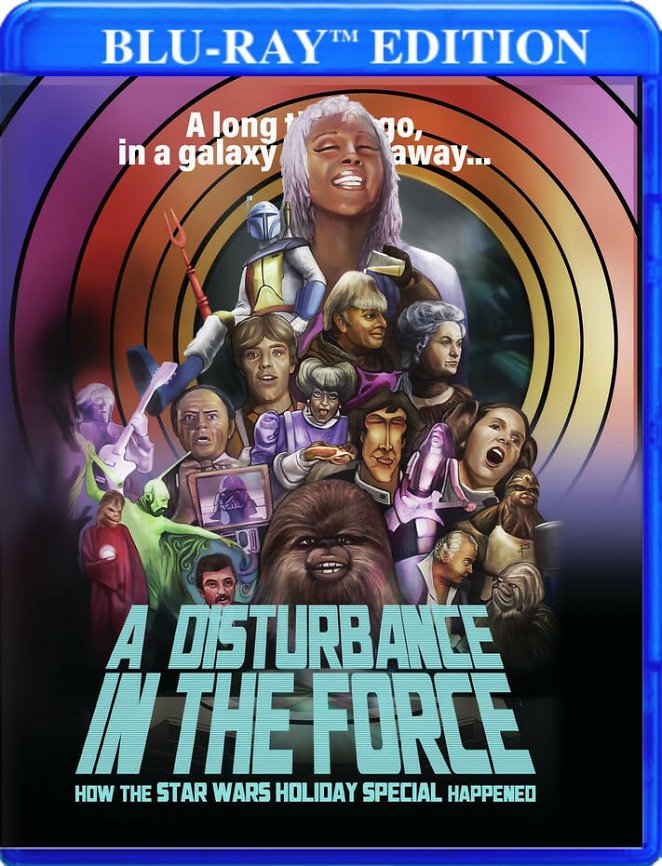 BLU-RAY™ EDITION
A long t go,
in a galaxy away...
A DISTURBANCE
IN THE FORCE
HOW THE STAR WARS HOLIDAY SPECIAL HAPPENED